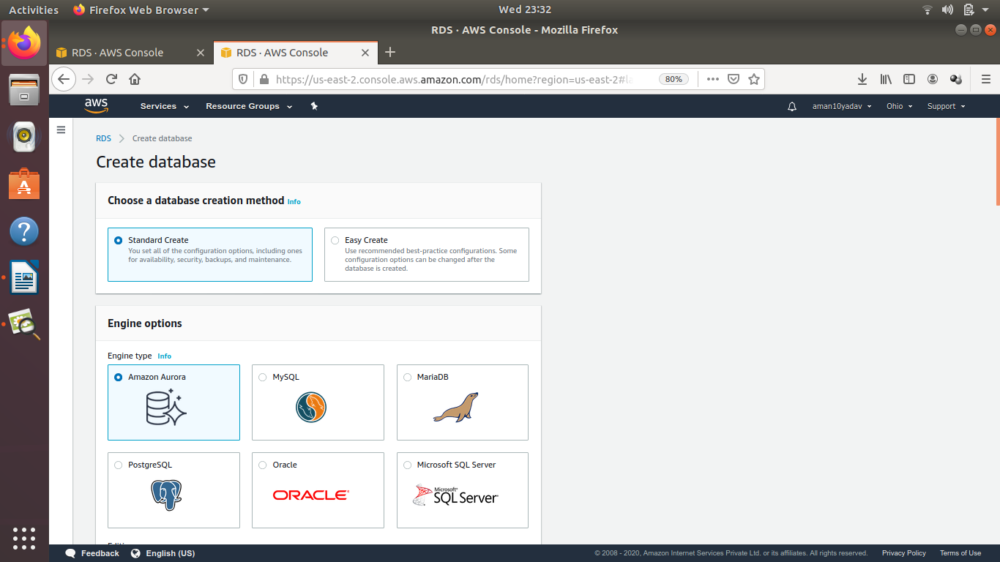 Activities
Firefox Web Browser
Wed 23:32
RDS · AWS Console - Mozilla Firefox
RDS · AWS Console
RDS · AWS Console
https://us-east-2.console.aws.amazon.com/rds/home?region=us-east-2#la
80%
aws
Services
Resource Groups
aman10yadav
Ohio
Support
RDS
Create database
Create database
Choose a database creation method Info
Standard Create
You set all of the configuration options, including ones
for availability, security, backups, and maintenance.
Easy Create
Use recommended best-practice configurations. Some
configuration options can be changed after the
database is created.
Engine options
Engine type Info
Amazon Aurora
MySQL
MariaDB
PostgreSQL
Oracle
ORACLE
Microsoft SQL Server
Microsoft
SQL Server
Feedback
English (US)
© 2008 - 2020, Amazon Internet Services Private Ltd. or its affiliates. All rights reserved.
Privacy Policy
Terms of Use